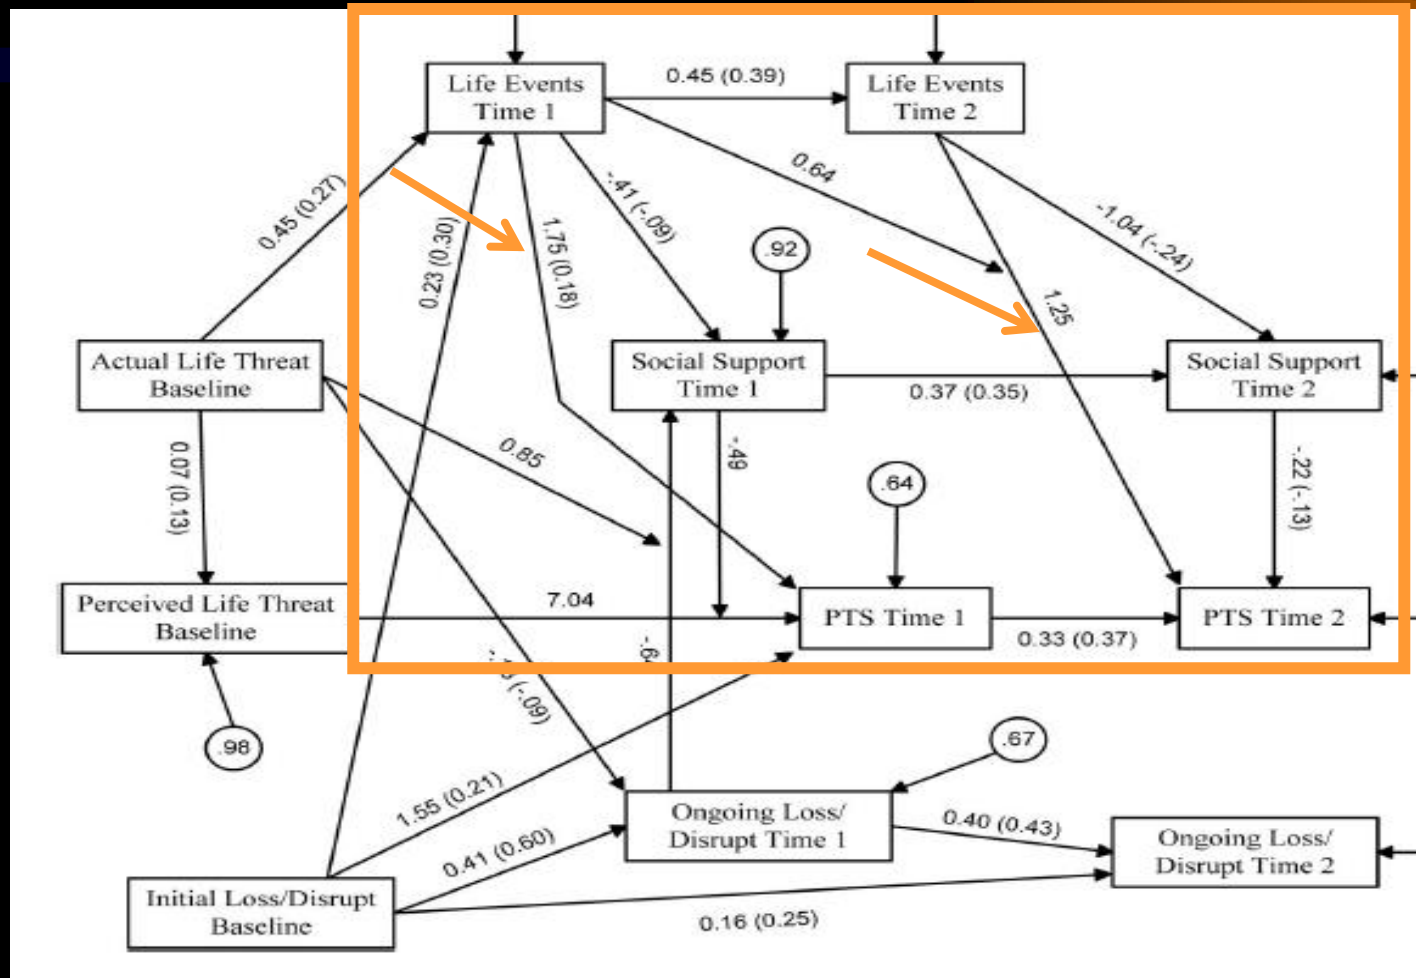 Life Events
Time 1
0.45 (0.39)
Life Events
Time 2
0.45 (0.27)
0.23 (0.30)
1.75 (0.18)
-.41 (-.09)
0.64
.92
1.25
-1.04 (-.24)
Actual Life Threat
Baseline
Social Support
Time 1
0.37 (0.35)
Social Support
Time 2
0.07 (0.13)
0.85
-.49
.64
-.22 (-.13)
Perceived Life Threat
Baseline
7.04
PTS Time 1
0.33 (0.37)
PTS Time 2
(-.09)
.98
.67
1.55 (0.21)
0.41 (0.60)
Ongoing Loss/
Disrupt Time 1
0.40 (0.43)
Ongoing Loss/
Disrupt Time 2
Initial Loss/Disrupt
Baseline
0.16 (0.25)